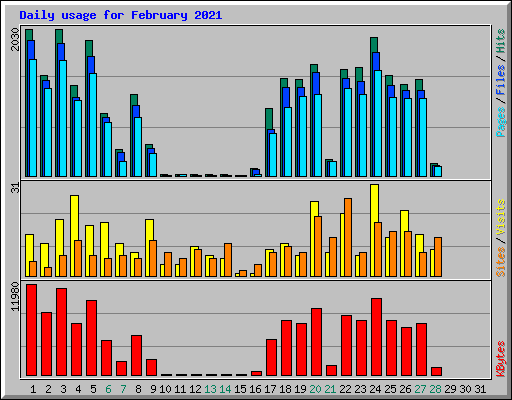 Daily usage for February 2021
2030
Pages / Files / Hits
31
Sites / Visits
11980
KBytes
1 2 3 4 5 6 7 8 9 10 11 12 13 14 15 16 17 18 19 20 21 22 23 24 25 26 27 28 29 30 31